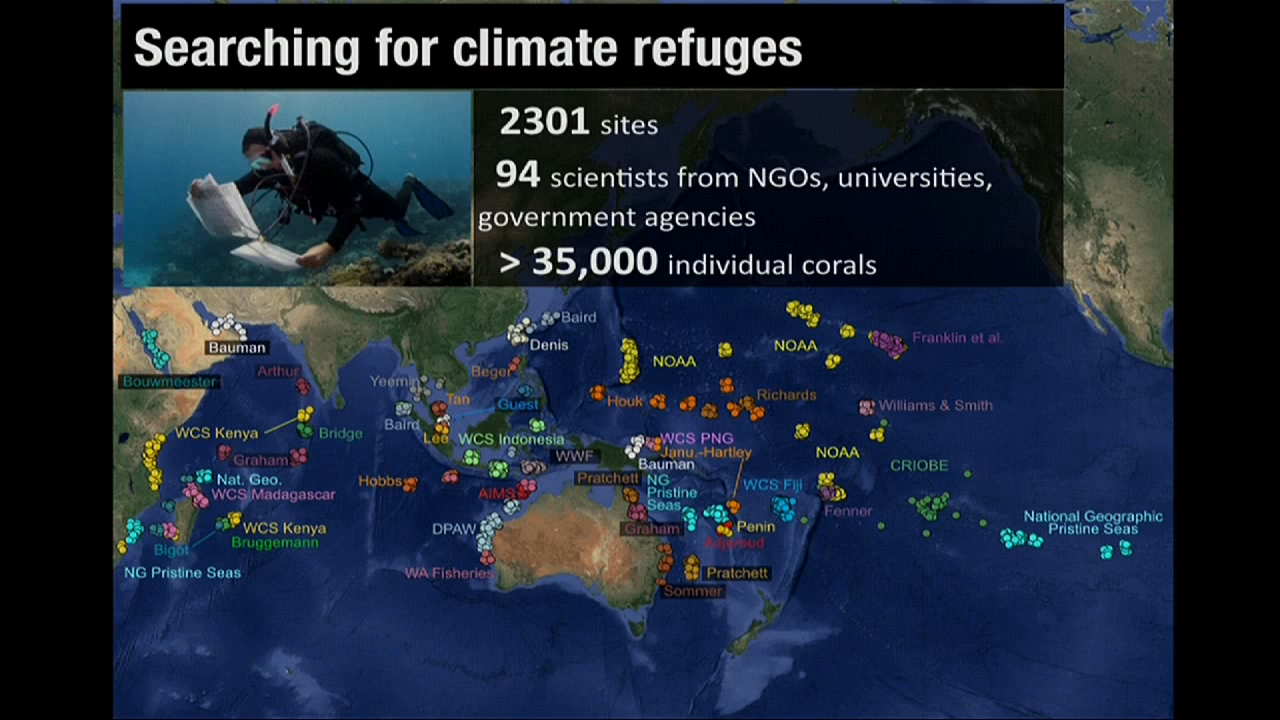 Searching for climate refuges
2301 sites
94 scientists from NGOs, universities,
government agencies
> 35,000 individual corals
Baird
Denis
Bauman
Bouwmeester
Arthur
Beger
Yeemin
Tan
Guest
Baird
Lee
NOAA
NOAA
Franklin et al.
Houk
Richards
Williams & Smith
WCS Kenya
Bridge
WCS Indonesia
WCS PNG
Janu.-Hartley
WWF
Bauman
NOAA
Graham
CRIOBE
Nat. Geo.
Hobbs
Pratchett
NG
Pristine
Seas
WCS Fiji
WCS Madagascar
AIMS
Fenner
WCS Kenya
Bruggemann
DPAW
Graham
Penin
National Geographic
Pristine Seas
Bigot
NG Pristine Seas
WA Fisheries
Pratchett
Sommer